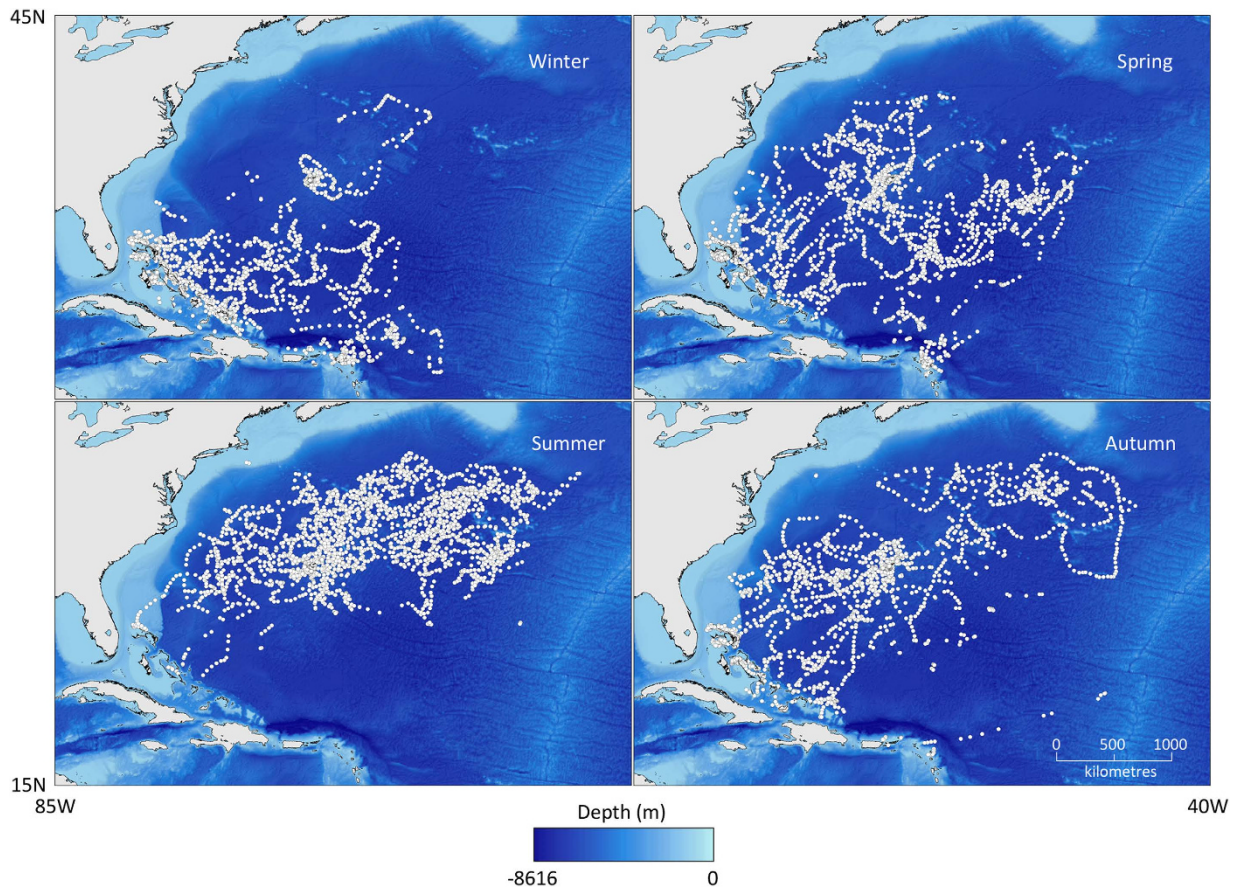 45N
Winter
Spring
Summer
Autumn
0 500 1000
kilometres
15N
85W
40W
Depth (m)
-8616 0